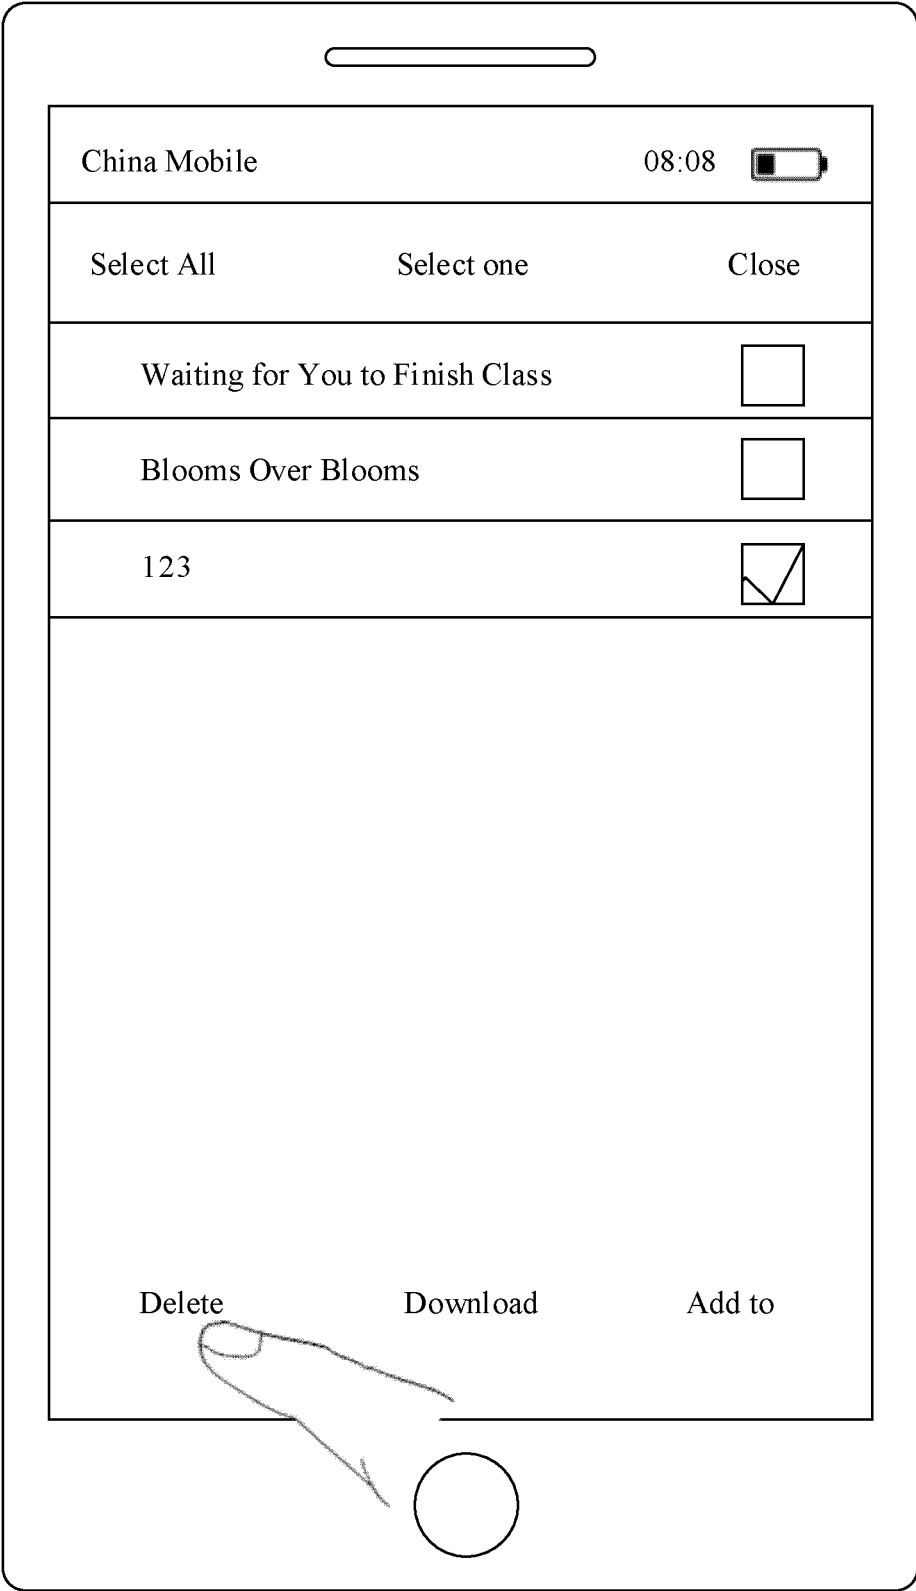 China Mobile 08:08
Select All Select one Close
Waiting for You to Finish Class
Blooms Over Blooms
123
Delete Download Add to